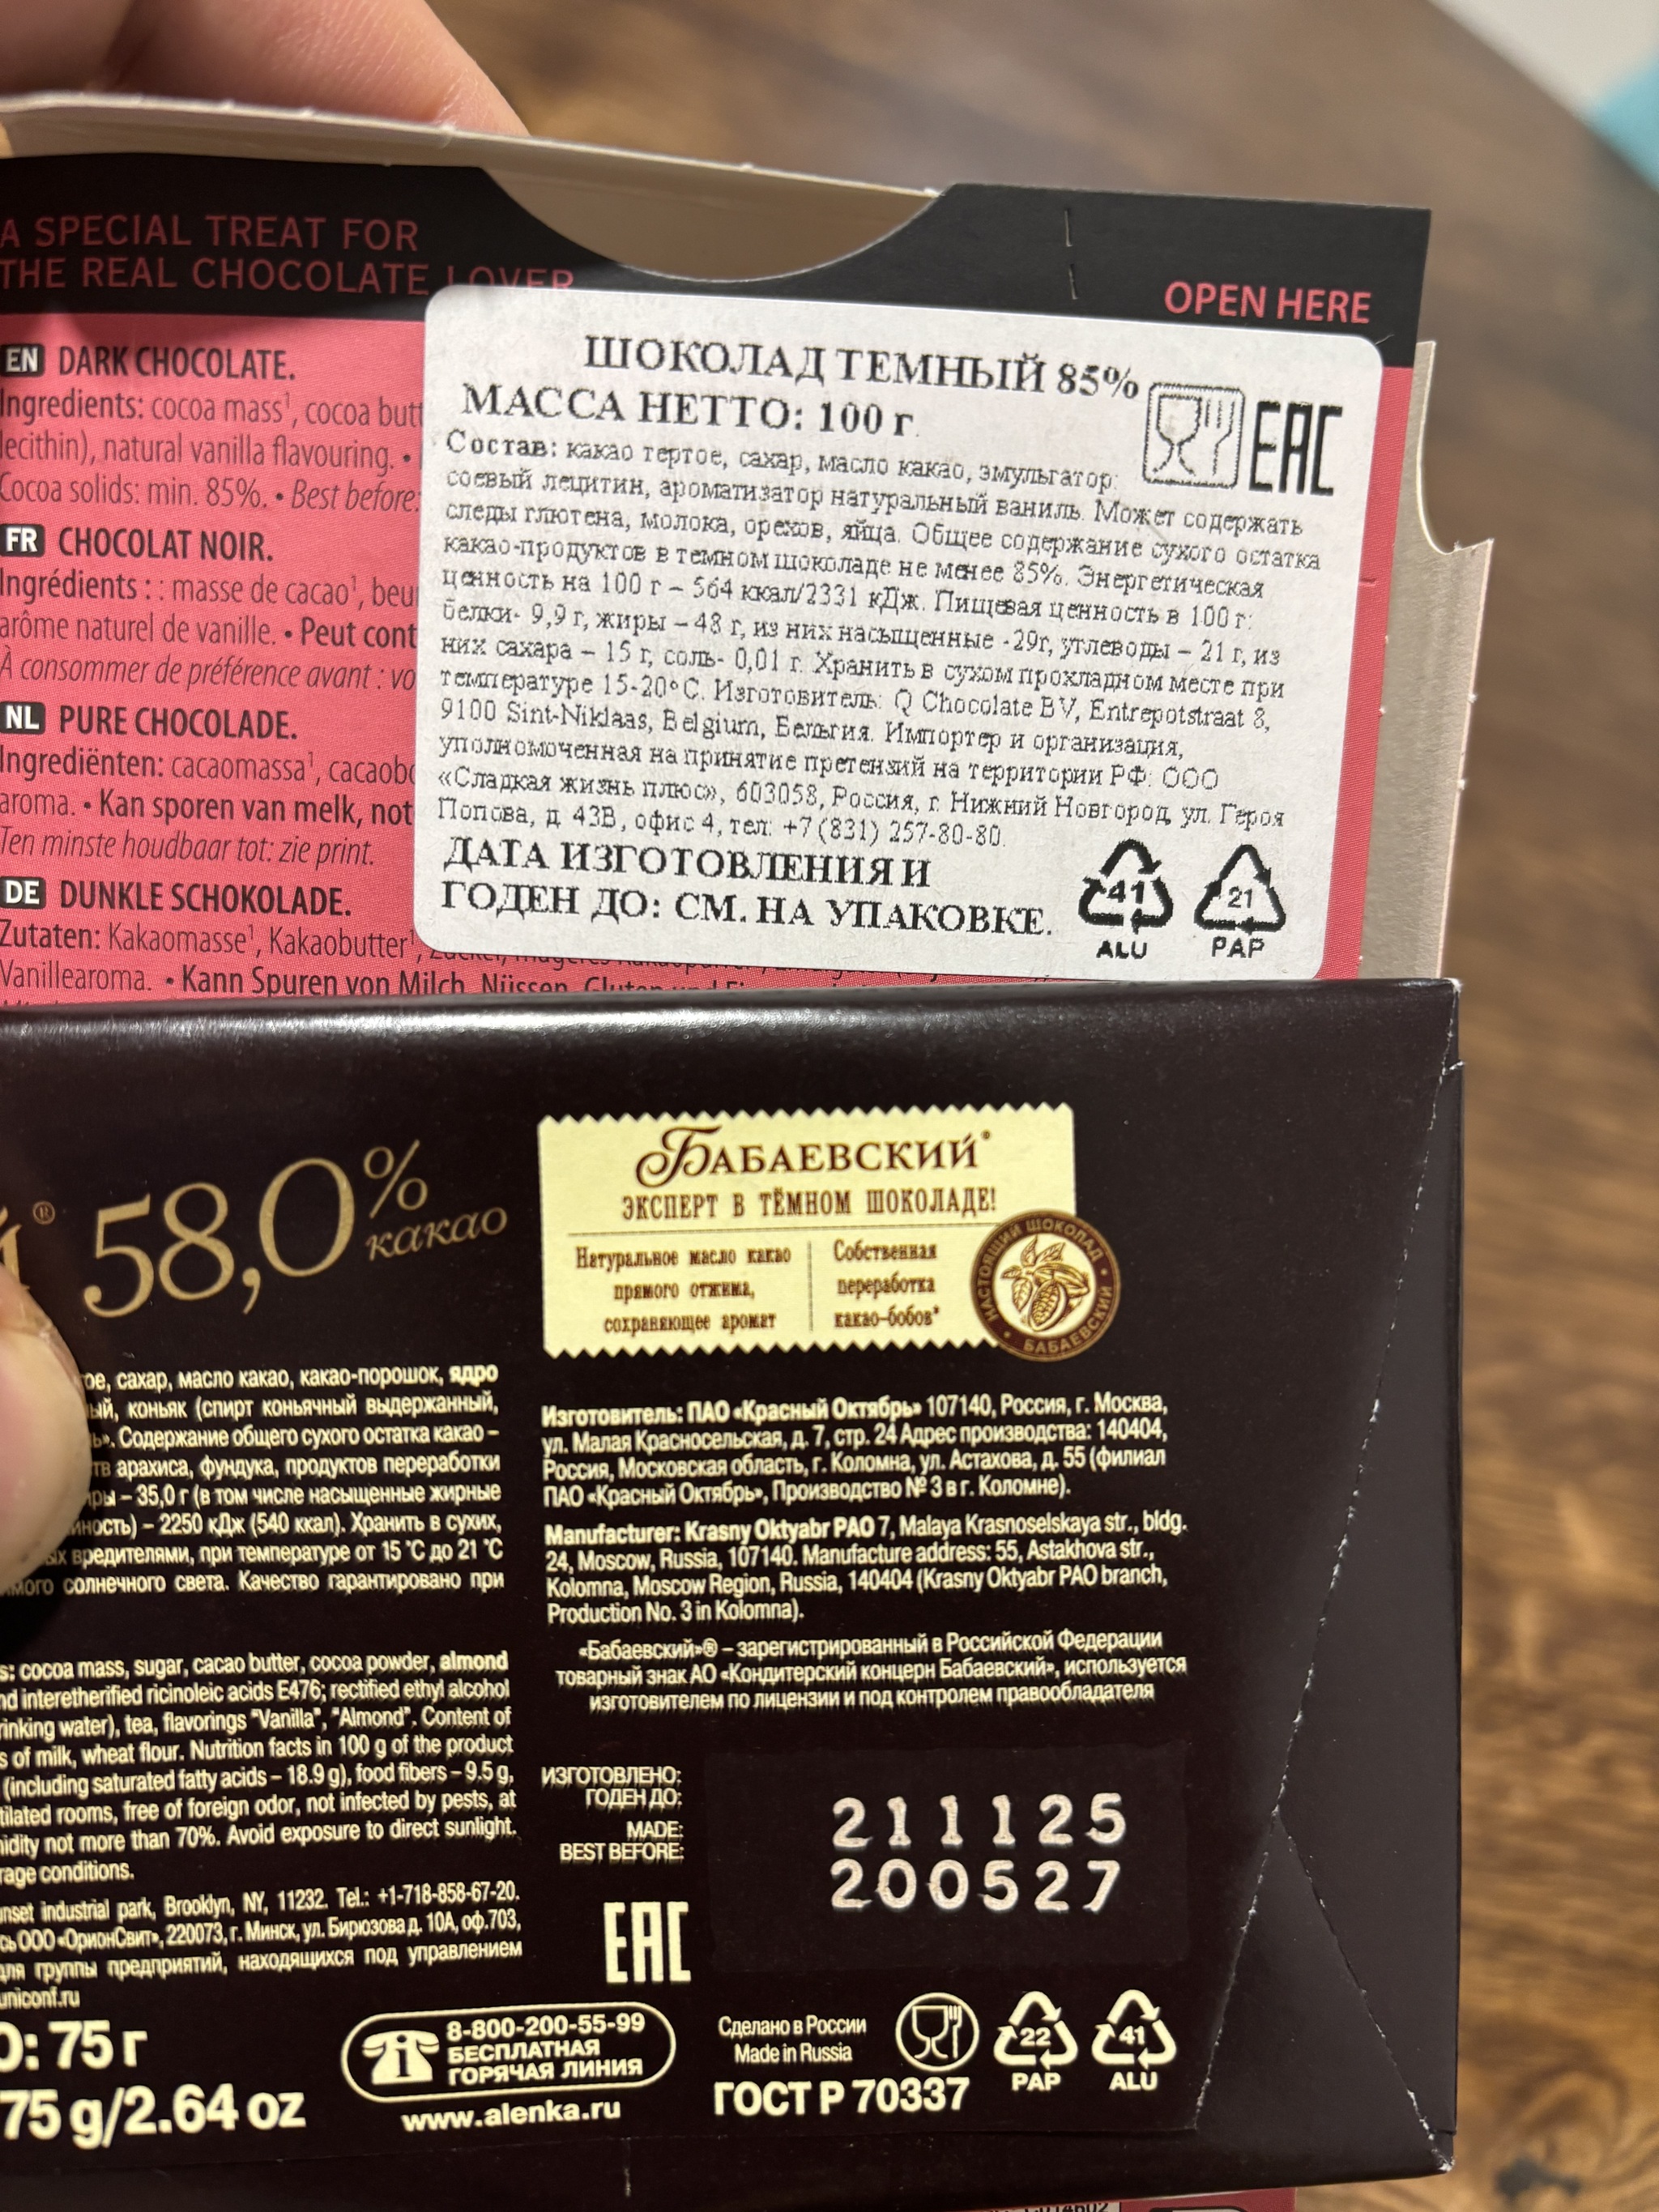 A SPECIAL TREAT FOR
THE REAL CHOCOLATE LOVER
OPEN HERE
EN DARK CHOCOLATE.
Ingredients: cocoa mass¹, cocoa
lecithin), natural vanilla flavouring. •
Cocoa solids: min. 85%. • Best before:
FR CHOCOLAT NOIR.
Ingrédients : : masse de cacao¹,
arôme naturel de vanille. • Peut
À consommer de préférence avant :
NL PURE CHOCOLADE.
Ingrediënten: cacaomassa¹,
aroma. • Kan sporen van melk,
Ten minste houdbaar tot: zie print.
DE DUNKLE SCHOKOLADE.
Zutaten: Kakaomasse¹, Kakaobutter¹,
Vanillearoma. • Kann Spuren von Milch, Nüssen,
ШОКОЛАД ТЕМНЫЙ 85%
МАССА НЕТТО: 100 г
EAC
Состав: какао тертое, сахар, масло какао, эмульгатор:
соевый лецитин, ароматизатор натуральный ваниль. Может содержать
следы глютена, молока, орехов, яйца. Общее содержание сухого остатка
какао-продуктов в темном шоколаде не менее 85%. Энергетическая
ценность на 100 г – 564 ккал/2331 кДж. Пищевая ценность в 100 г:
белки- 9,9 г, жиры – 48 г, из них насыщенные -29г, углеводы – 21 г, из
них сахара – 15 г, соль- 0,01 г. Хранить в сухом прохладном месте при
температуре 15-20°C. Изготовитель: Q Chocolate BV, Entrepotstraat 8,
9100 Sint-Niklaas, Belgium, Бельгия. Импортер и организация,
уполномоченная на принятие претензий на территории РФ: ООО
«Сладкая жизнь плюс», 603058, Россия, г. Нижний Новгород, ул. Героя
Попова, д. 43В, офис 4, тел: +7 (831) 257-80-80.
ДАТА ИЗГОТОВЛЕНИЯ И
ГОДЕН ДО: СМ. НА УПАКОВКЕ.
41 21
ALU PAP
® 58,0% какао
БАБАЕВСКИЙ®
ЭКСПЕРТ В ТЁМНОМ ШОКОЛАДЕ!
Натуральное масло какао
прямого отжима,
сохраняющее аромат
Собственная
переработка
какао-бобов*
НАСТОЯЩИЙ ШОКОЛАД • БАБАЕВСКИЙ •
сахар, масло какао, какао-порошок, ядро
коньяк (спирт коньячный выдержанный,
Содержание общего сухого остатка какао –
арахиса, фундука, продуктов переработки
– 35,0 г (в том числе насыщенные жирные
– 2250 кДж (540 ккал). Хранить в сухих,
вредителями, при температуре от 15 °C до 21 °C
солнечного света. Качество гарантировано при
cocoa mass, sugar, cacao butter, cocoa powder, almond
interetherified ricinoleic acids E476; rectified ethyl alcohol
water), tea, flavorings "Vanilla", "Almond". Content of
of milk, wheat flour. Nutrition facts in 100 g of the product
(including saturated fatty acids – 18.9 g), food fibers – 9.5 g,
rooms, free of foreign odor, not infected by pests, at
not more than 70%. Avoid exposure to direct sunlight.
conditions.
industrial park, Brooklyn, NY, 11232. Tel.: +1-718-858-67-20.
ООО «ОрионСвит», 220073, г. Минск, ул. Бирюзова д. 10А, оф.703,
группы предприятий, находящихся под управлением
uniconf.ru
75 г
75 g/2.64 oz
Изготовитель: ПАО «Красный Октябрь» 107140, Россия, г. Москва,
ул. Малая Красносельская, д. 7, стр. 24 Адрес производства: 140404,
Россия, Московская область, г. Коломна, ул. Астахова, д. 55 (филиал
ПАО «Красный Октябрь», Производство № 3 в г. Коломне).
Manufacturer: Krasny Oktyabr PAO 7, Malaya Krasnoselskaya str., bldg.
24, Moscow, Russia, 107140. Manufacture address: 55, Astakhova str.,
Kolomna, Moscow Region, Russia, 140404 (Krasny Oktyabr PAO branch,
Production No. 3 in Kolomna).
«Бабаевский»® – зарегистрированный в Российской Федерации
товарный знак АО «Кондитерский концерн Бабаевский», используется
изготовителем по лицензии и под контролем правообладателя
ИЗГОТОВЛЕНО:
ГОДЕН ДО:
MADE:
BEST BEFORE:
211125
200527
EAC
8-800-200-55-99
БЕСПЛАТНАЯ
ГОРЯЧАЯ ЛИНИЯ
www.alenka.ru
Сделано в России
Made in Russia
ГОСТ Р 70337
22 41
PAP ALU